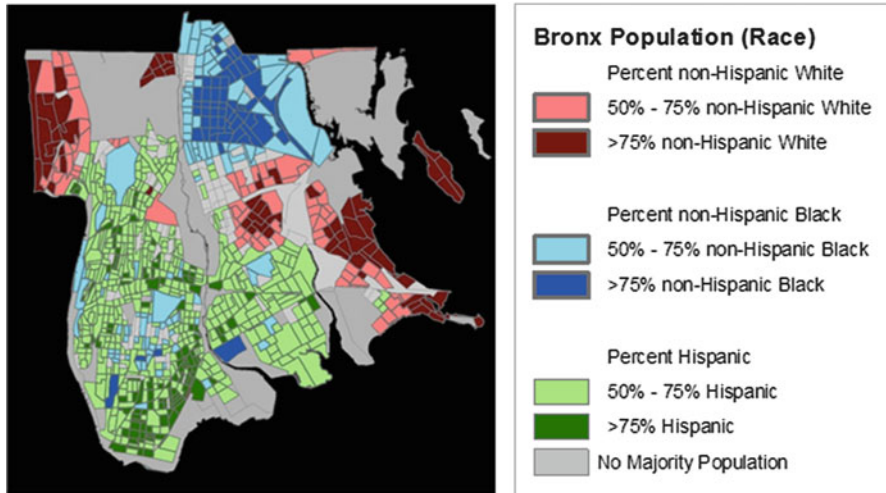 Bronx Population (Race)
Percent non-Hispanic White
50% - 75% non-Hispanic White
>75% non-Hispanic White
Percent non-Hispanic Black
50% - 75% non-Hispanic Black
>75% non-Hispanic Black
Percent Hispanic
50% - 75% Hispanic
>75% Hispanic
No Majority Population